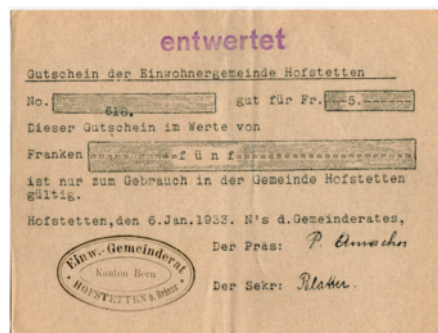 entwertet
Gutschein der Einwohnergemeinde Hofstetten
No. 618. gut für Fr.--5.------
Dieser Gutschein im Werte von
Franken ----------f ü n f----------------
ist nur zum Gebrauch in der Gemeinde Hofstetten
gültig.
Hofstetten,den 6.Jan.1933. N's d.Gemeinderates,
Der Präs: P. Amacher
Einw.-Gemeinderat
Kanton Bern
HOFSTETTEN b. Brienz
Der Sekr: Blatter.